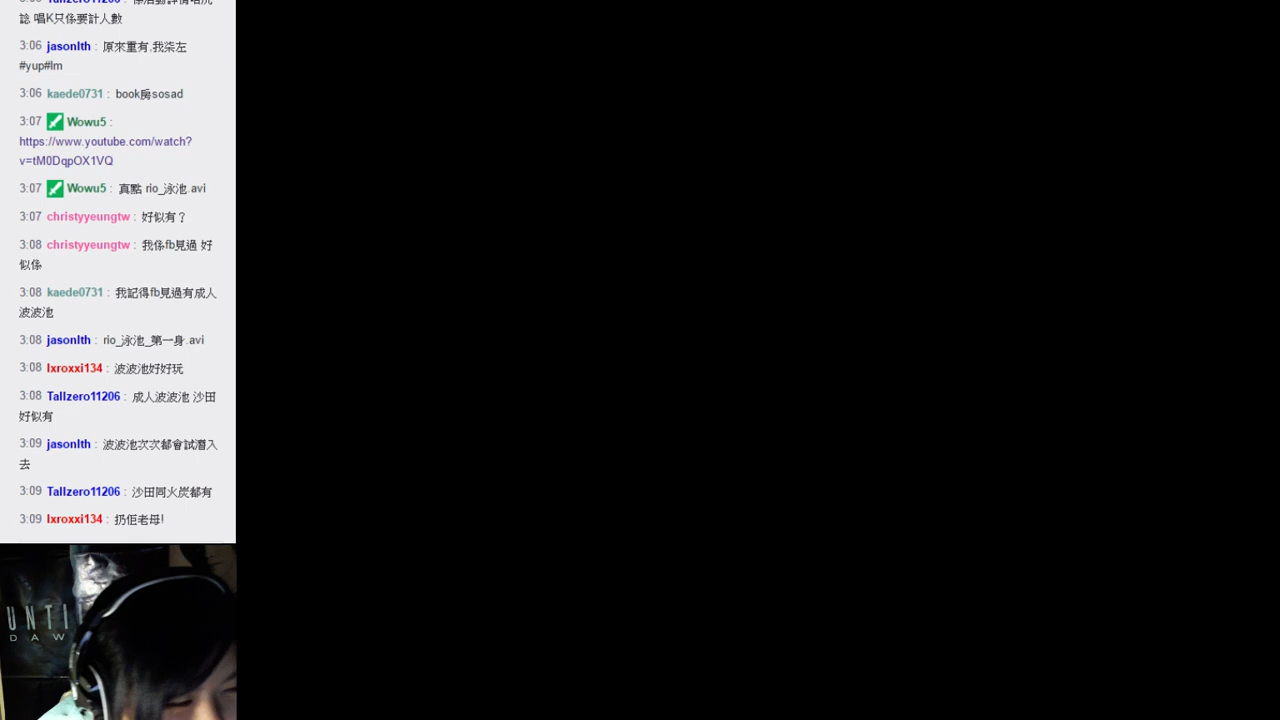 唱K只係要計人數
3:06 jasonlth : 原來重有,我柒左
#yup#lm
3:06 kaede0731 : book房sosad
3:07 Wowu5 :
https://www.youtube.com/watch?
v=tM0DqpOX1VQ
3:07 Wowu5 : 真點 rio_泳池.avi
3:07 christyyeungtw : 好似有？
3:08 christyyeungtw : 我係fb見過 好
似係
3:08 kaede0731 : 我記得fb見過有成人
波波池
3:08 jasonlth : rio_泳池_第一身.avi
3:08 lxroxxi134 : 波波池好好玩
3:08 Tallzero11206 : 成人波波池 沙田
好似有
3:09 jasonlth : 波波池次次都會試潛入
去
3:09 Tallzero11206 : 沙田同火炭都有
3:09 lxroxxi134 : 扔佢老母!
UNTI
DAW